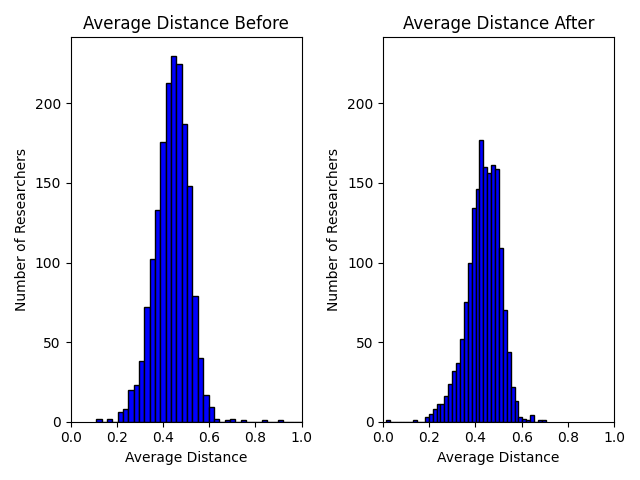 Average Distance Before
Number of Researchers
200
150
100
50
0
0.0 0.2 0.4 0.6 0.8 1.0
Average Distance
Average Distance After
Number of Researchers
200
150
100
50
0
0.0 0.2 0.4 0.6 0.8 1.0
Average Distance